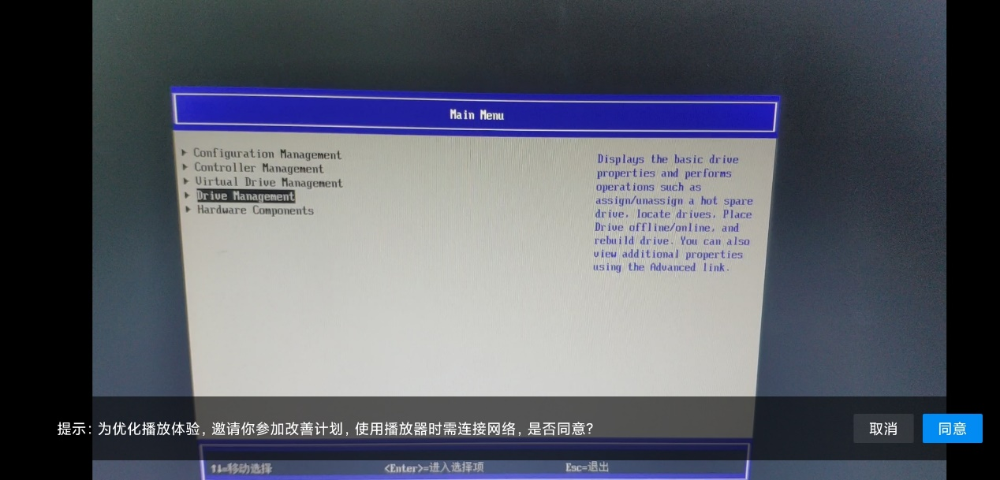 Main Menu
Configuration Management
Controller Management
Virtual Drive Management
Drive Management
Hardware Components
Displays the basic drive
properties and performs
operations such as
assign/unassign a hot spare
drive, locate drives, Place
Drive offline/online, and
rebuild drive. You can also
view additional properties
using the Advanced link.
提示：为优化播放体验，邀请你参加改善计划，使用播放器时需连接网络，是否同意？
取消
同意
↑↓=移动选择
<Enter>=进入选择项
Esc=退出